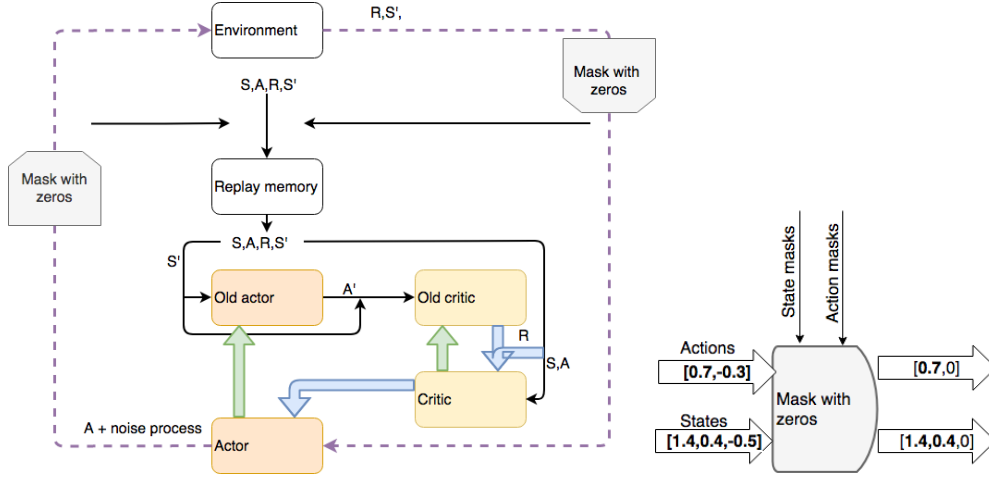 R,S',
Environment
Mask with
zeros
S,A,R,S'
Mask with
zeros
Replay memory
S,A,R,S'
S'
Old actor
A'
Old critic
R
S,A
Critic
A + noise process
Actor
State masks
Action masks
Actions
[0.7,-0.3]
[0.7,0]
Mask with
zeros
States
[1.4,0.4,-0.5]
[1.4,0.4,0]